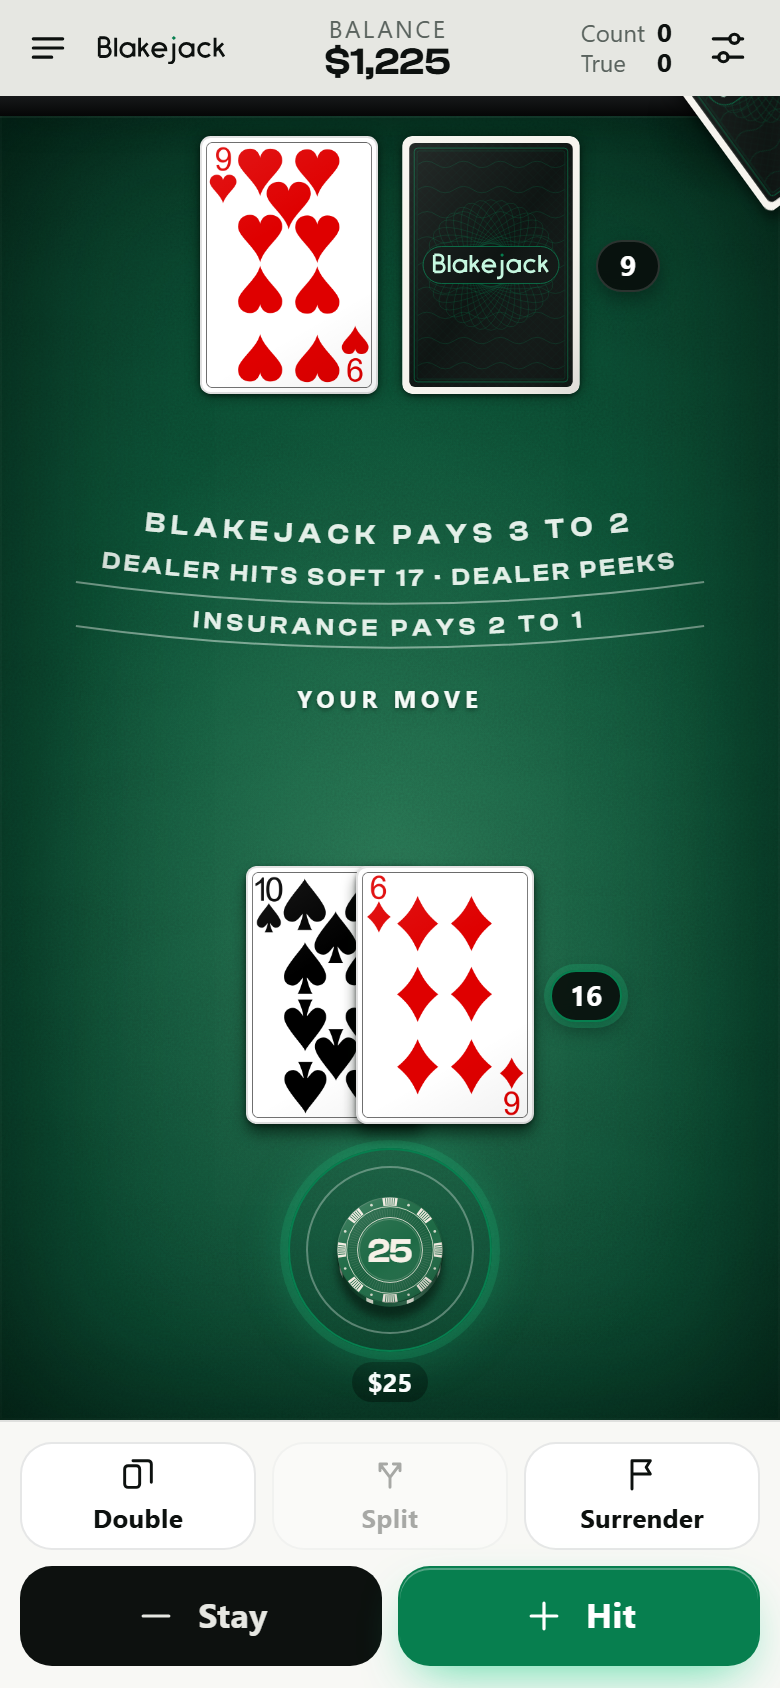 Blakejack
BALANCE
$1,225
Count 0
True 0
9
9
Blakejack
9
BLAKEJACK PAYS 3 TO 2
DEALER HITS SOFT 17 · DEALER PEEKS
INSURANCE PAYS 2 TO 1
YOUR MOVE
10
6
6
16
25
$25
Double
Split
Surrender
Stay
Hit